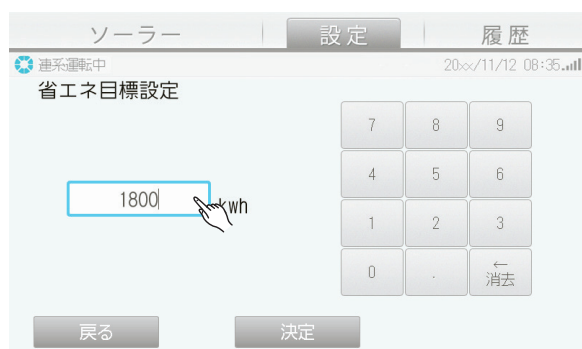 ソーラー 設定 履歴
連系運転中 20××/11/12 08:35
省エネ目標設定
7 8 9
4 5 6
1800 kwh
1 2 3
0 . ←
消去
戻る 決定